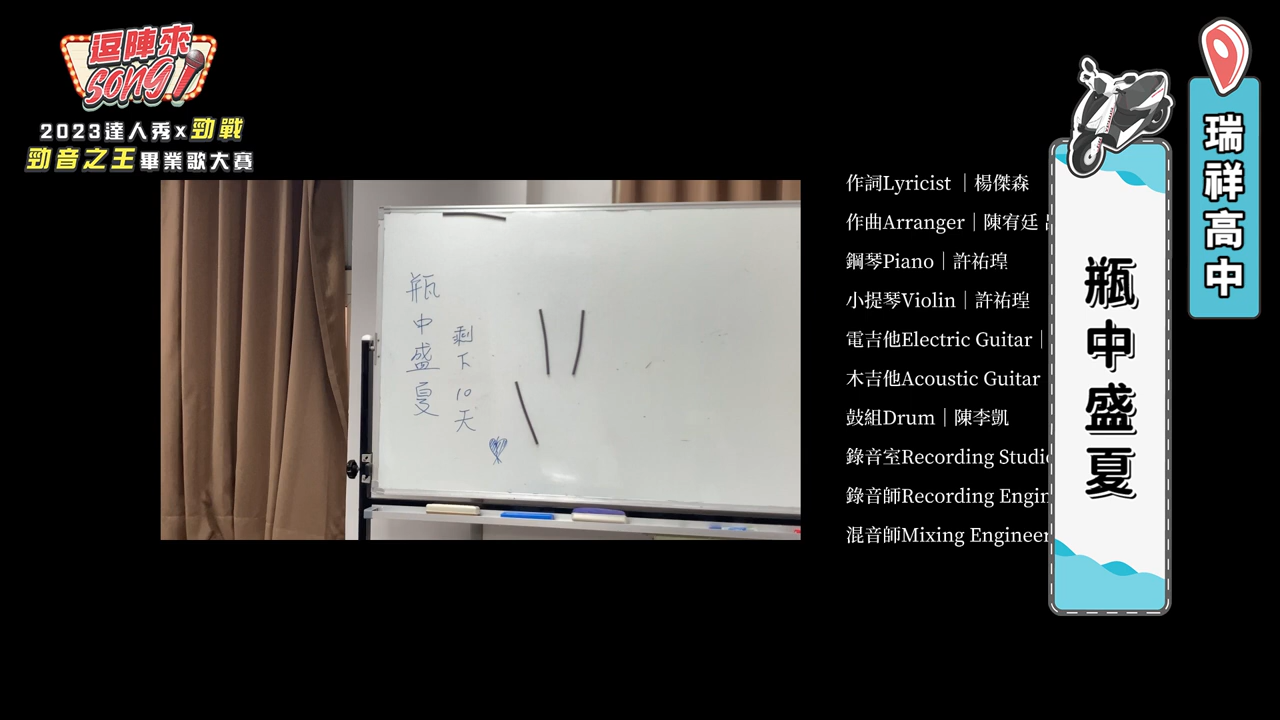 逗陣來
song
2023達人秀x勁戰
勁音之王畢業歌大賽
瓶中盛夏
剩下10天
作詞Lyricist｜楊傑森
作曲Arranger｜陳宥廷
鋼琴Piano｜許祐瑝
小提琴Violin｜許祐瑝
電吉他Electric Guitar｜
木吉他Acoustic Guitar
鼓組Drum｜陳李凱
錄音室Recording Studio
錄音師Recording Engin
混音師Mixing Engineer
瓶中盛夏
瑞祥高中